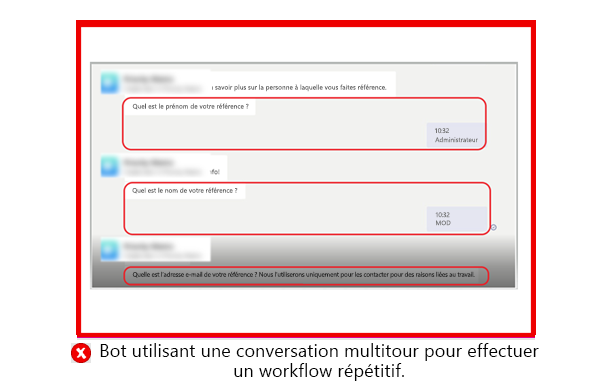 savoir plus sur la personne à laquelle vous faites référence.
Quel est le prénom de votre référence ?
10:32
Administrateur
Quel est le nom de votre référence ?
10:32
MOD
Quelle est l'adresse e-mail de votre référence ? Nous l'utiliserons uniquement pour les contacter pour des raisons liées au travail.
Bot utilisant une conversation multitour pour effectuer
un workflow répétitif.